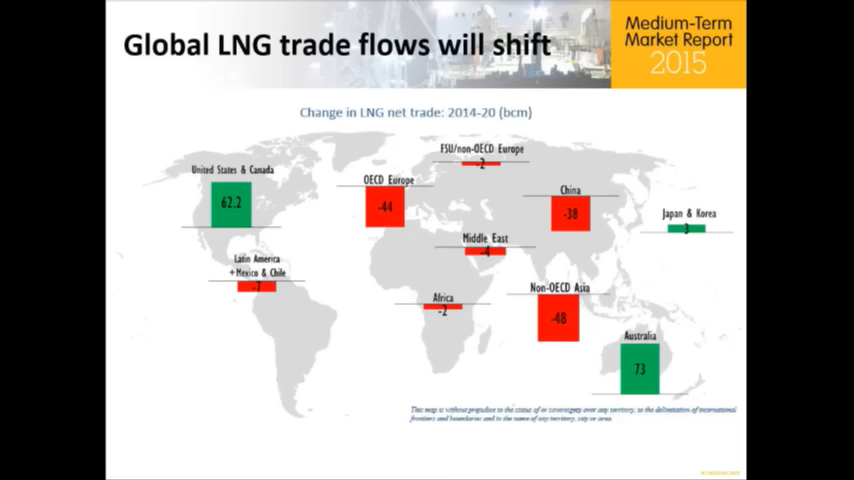 Global LNG trade flows will shift
Medium-Term
Market Report
2015
Change in LNG net trade: 2014-20 (bcm)
FSU/non-OECD Europe
-2
United States & Canada
62.2
OECD Europe
-44
China
-38
Japan & Korea
3
Middle East
-4
Latin America
+Mexico & Chile
-7
Africa
-2
Non-OECD Asia
-48
Australia
73
This map is without prejudice to the status of or sovereignty over any territory, to the delimitation of international
frontiers and boundaries and to the name of any territory, city or area.